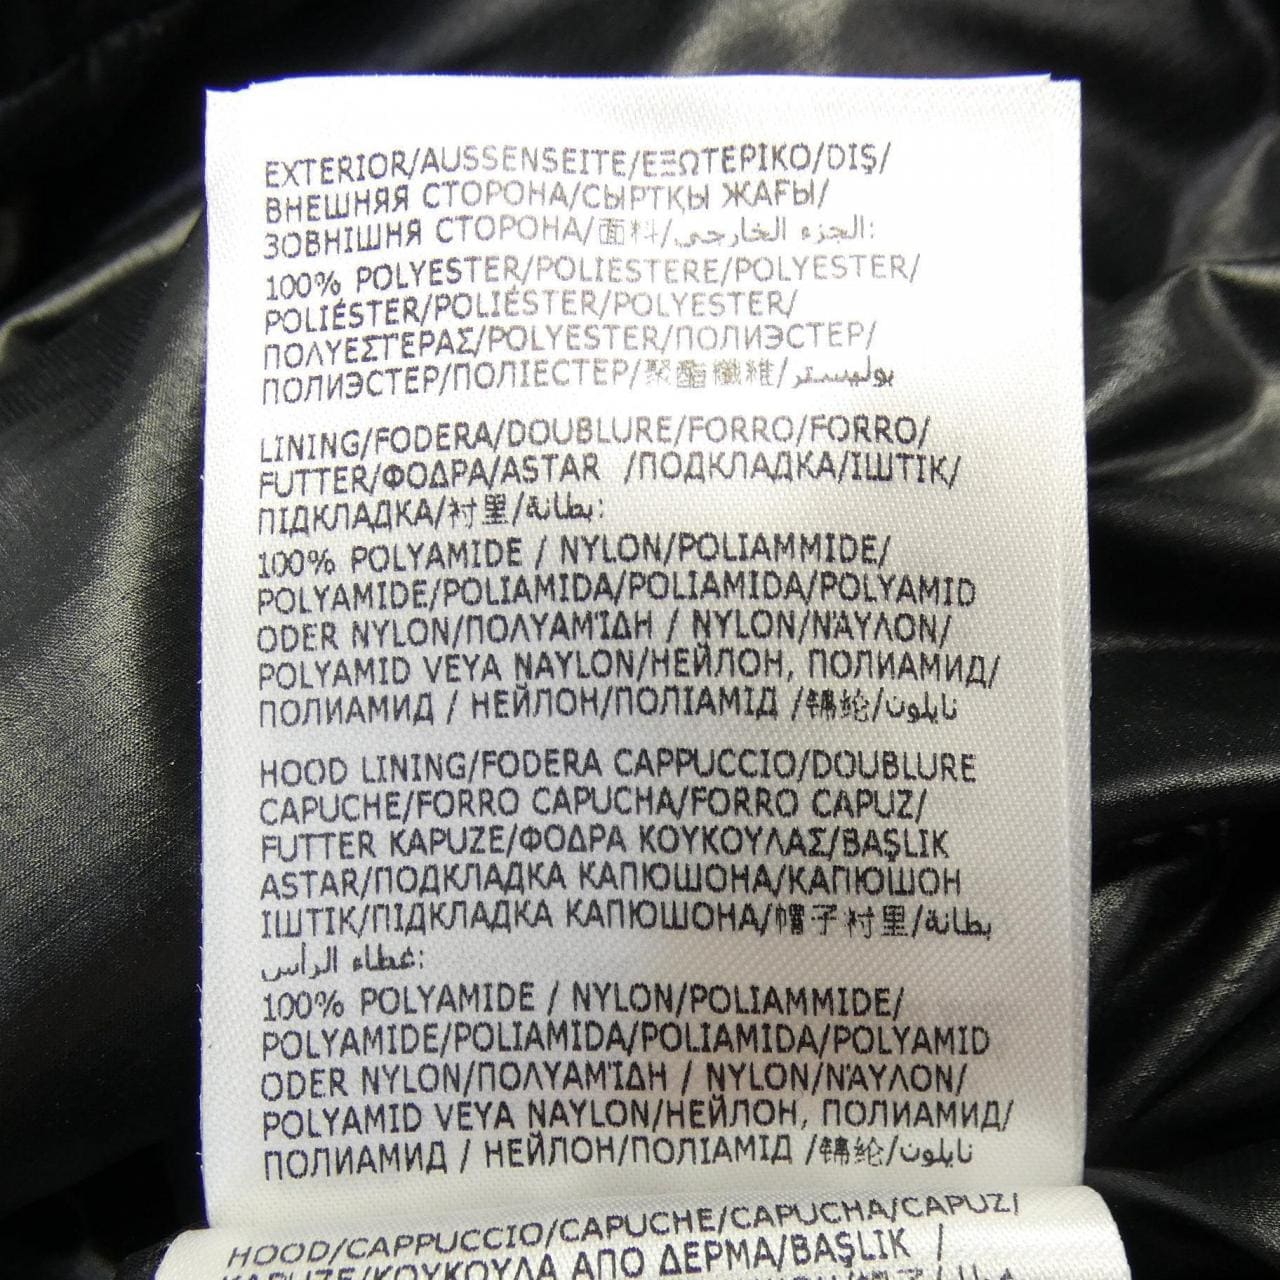 EXTERIOR/AUSSENSEITE/ΕΞΩΤΕΡΙΚΟ/DIŞ/
ВНЕШНЯЯ СТОРОНА/СЫРТҚЫ ЖАҒЫ/
ЗОВНІШНЯ СТОРОНА/面料/الجزء الخارجي:
100% POLYESTER/POLIESTERE/POLYESTER/
POLIÉSTER/POLIÉSTER/POLYESTER/
ΠΟΛΥΕΣΤΕΡΑΣ/POLYESTER/ПОЛИЭСТЕР/
ПОЛИЭСТЕР/ПОЛІЕСТЕР/聚酯纖維/بوليستر
LINING/FODERA/DOUBLURE/FORRO/FORRO/
FUTTER/ΦΟΔΡΑ/ASTAR /ПОДКЛАДКА/ІШТІК/
ПІДКЛАДКА/衬里/بطانة:
100% POLYAMIDE / NYLON/POLIAMMIDE/
POLYAMIDE/POLIAMIDA/POLIAMIDA/POLYAMID
ODER NYLON/ΠΟΛΥΑΜΊΔΗ / NYLON/ΝΆΥΛΟΝ/
POLYAMID VEYA NAYLON/НЕЙЛОН, ПОЛИАМИД/
ПОЛИАМИД / НЕЙЛОН/ПОЛІАМІД /锦纶/نايلون
HOOD LINING/FODERA CAPPUCCIO/DOUBLURE
CAPUCHE/FORRO CAPUCHA/FORRO CAPUZ/
FUTTER KAPUZE/ΦΟΔΡΑ ΚΟΥΚΟΥΛΑΣ/BAŞLIK
ASTAR/ПОДКЛАДКА КАПЮШОНА/КАПЮШОН
ІШТІК/ПІДКЛАДКА КАПЮШОНА/帽子衬里/بطانة
غطاء الرأس:
100% POLYAMIDE / NYLON/POLIAMMIDE/
POLYAMIDE/POLIAMIDA/POLIAMIDA/POLYAMID
ODER NYLON/ΠΟΛΥΑΜΊΔΗ / NYLON/ΝΆΥΛΟΝ/
POLYAMID VEYA NAYLON/НЕЙЛОН, ПОЛИАМИД/
ПОЛИАМИД / НЕЙЛОН/ПОЛІАМІД /锦纶/نايلون
HOOD/CAPPUCCIO/CAPUCHE/CAPUCHA/CAPUZ/
KAPUZE/ΚΟΥΚΟΥΛΑ ΑΠΟ ΔΕΡΜΑ/BAŞLIK /